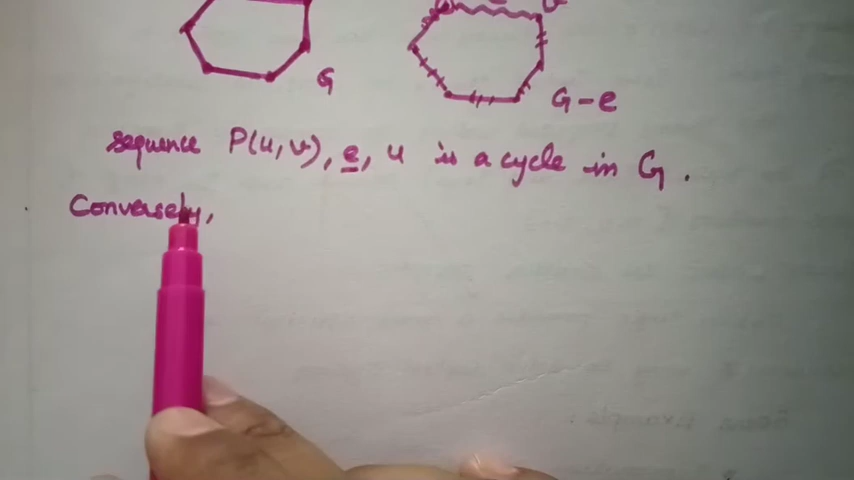 G
G-e
sequence P(u,v), e, u is a cycle in G.
Conversely,